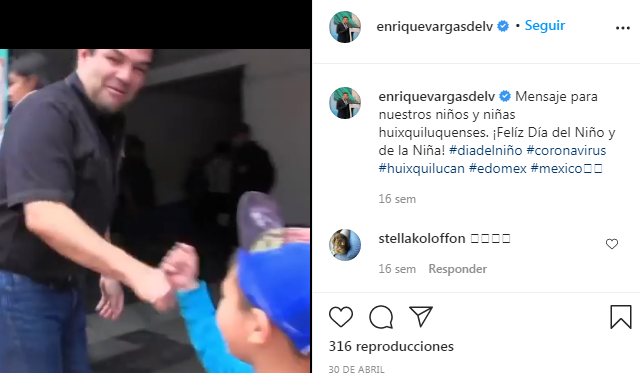 enriquevargasdelv • Seguir
enriquevargasdelv Mensaje para
nuestros niños y niñas
huixquiluquenses. ¡Felíz Día del Niño y
de la Niña! #diadelniño #coronavirus
#huixquilucan #edomex #mexico▯▯
16 sem
stellakoloffon ▯▯▯▯
16 sem Responder
316 reproducciones
30 DE ABRIL